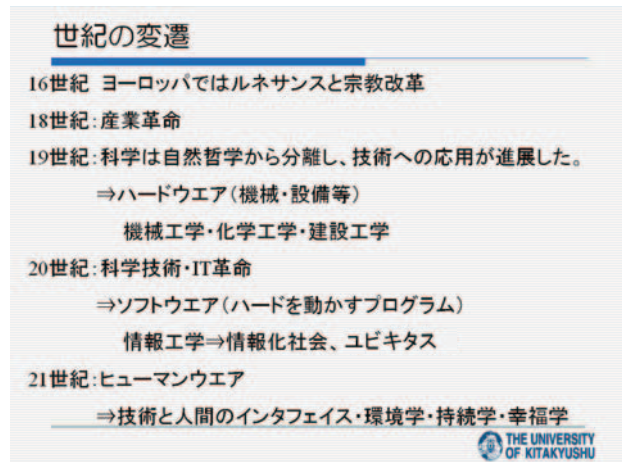 世紀の変遷
16世紀 ヨーロッパではルネサンスと宗教改革
18世紀:産業革命
19世紀:科学は自然哲学から分離し、技術への応用が進展した。
⇒ハードウエア(機械・設備等)
機械工学・化学工学・建設工学
20世紀:科学技術・IT革命
⇒ソフトウエア(ハードを動かすプログラム)
情報工学⇒情報化社会、ユビキタス
21世紀:ヒューマンウエア
⇒技術と人間のインタフェイス・環境学・持続学・幸福学
THE UNIVERSITY
OF KITAKYUSHU